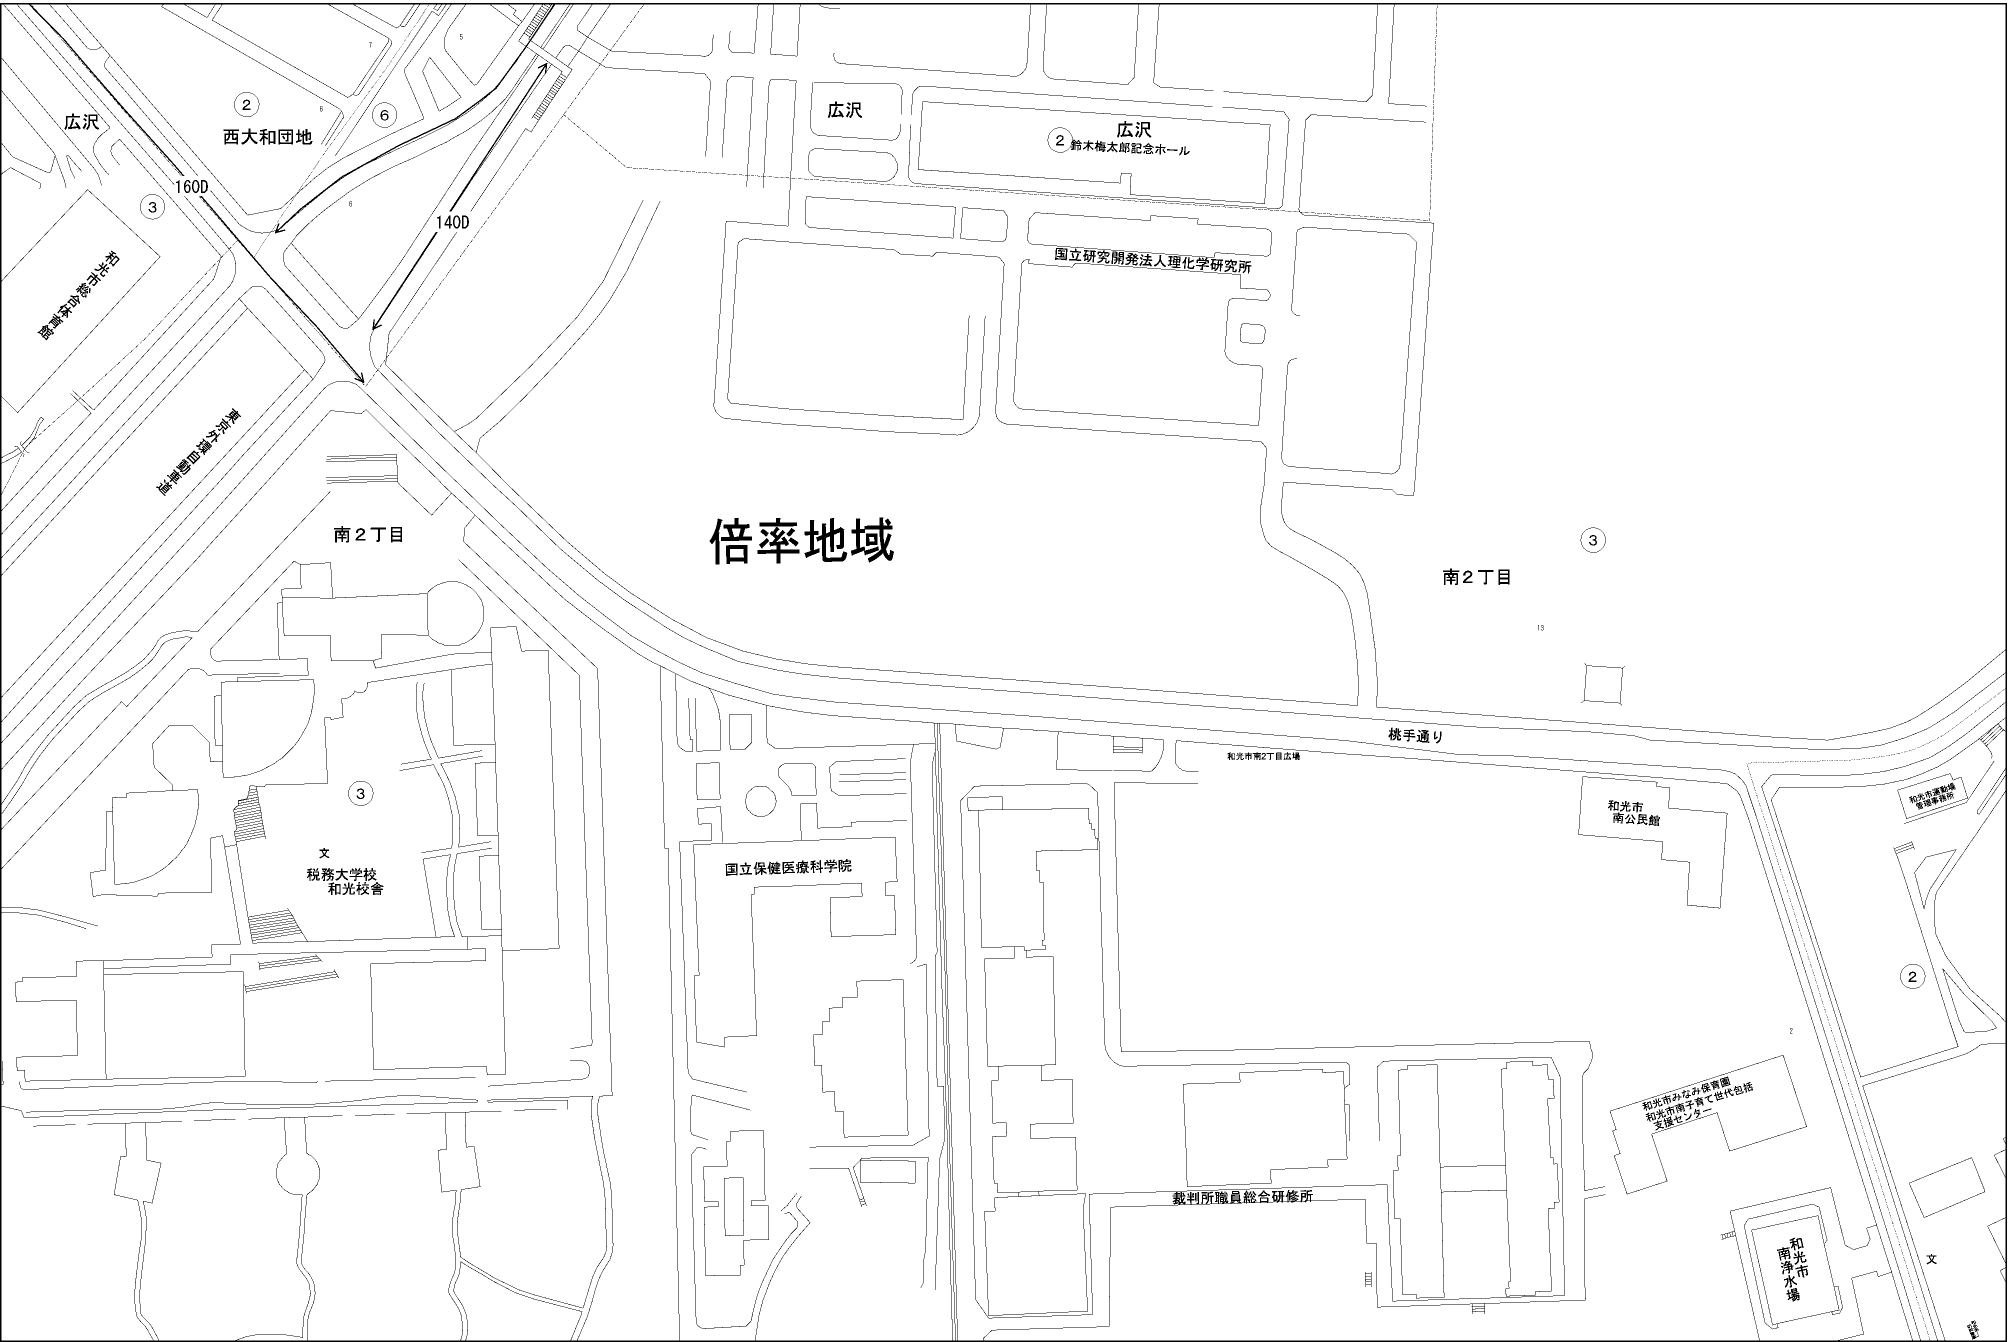 7
5
②
6
⑥
広沢
西大和団地
広沢
広沢
②
鈴木梅太郎記念ホール
160D
③
6
140D
国立研究開発法人理化学研究所
和光市総合体育館
東京外環自動車道
南2丁目
倍率地域
③
南2丁目
13
桃手通り
和光市南2丁目広場
③
和光市
南公民館
和光市運動場
管理事務所
文
税務大学校
和光校舎
国立保健医療科学院
②
2
和光市みなみ保育園
和光市南子育て世代包括
支援センター
裁判所職員総合研修所
和光市
南浄水場
文